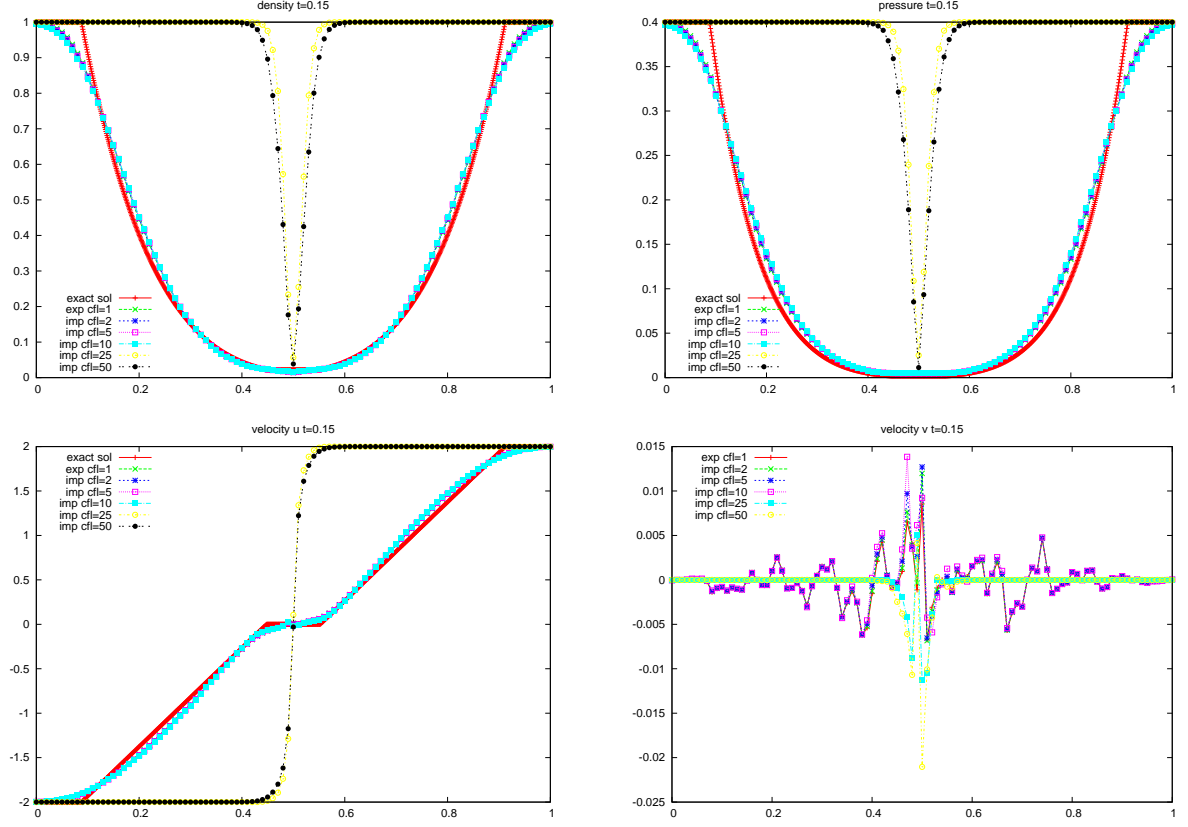 density t=0.15
1
0.9
0.8
0.7
0.6
0.5
0.4
0.3
0.2
0.1
0
0
0.2
0.4
0.6
0.8
1
exact sol
exp cfl=1
imp cfl=2
imp cfl=5
imp cfl=10
imp cfl=25
imp cfl=50
pressure t=0.15
0.4
0.35
0.3
0.25
0.2
0.15
0.1
0.05
0
0
0.2
0.4
0.6
0.8
1
exact sol
exp cfl=1
imp cfl=2
imp cfl=5
imp cfl=10
imp cfl=25
imp cfl=50
velocity u t=0.15
2
1.5
1
0.5
0
-0.5
-1
-1.5
-2
0
0.2
0.4
0.6
0.8
1
exact sol
exp cfl=1
imp cfl=2
imp cfl=5
imp cfl=10
imp cfl=25
imp cfl=50
velocity v t=0.15
0.015
0.01
0.005
0
-0.005
-0.01
-0.015
-0.02
-0.025
0
0.2
0.4
0.6
0.8
1
exp cfl=1
imp cfl=2
imp cfl=5
imp cfl=10
imp cfl=25
imp cfl=50